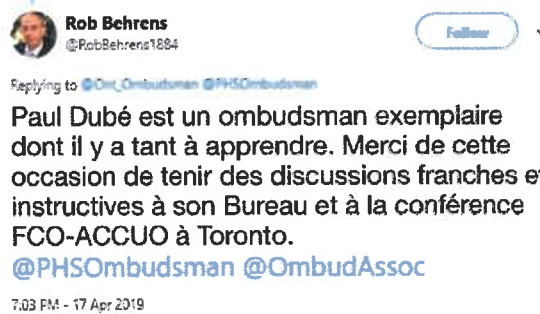 Rob Behrens
@RobBehrens1884
Follow
Replying to @Ont_Ombudsman @PHSOmbudsman
Paul Dubé est un ombudsman exemplaire
dont il y a tant à apprendre. Merci de cette
occasion de tenir des discussions franches et
instructives à son Bureau et à la conférence
FCO-ACCUO à Toronto.
@PHSOmbudsman @OmbudAssoc
7:03 PM - 17 Apr 2019